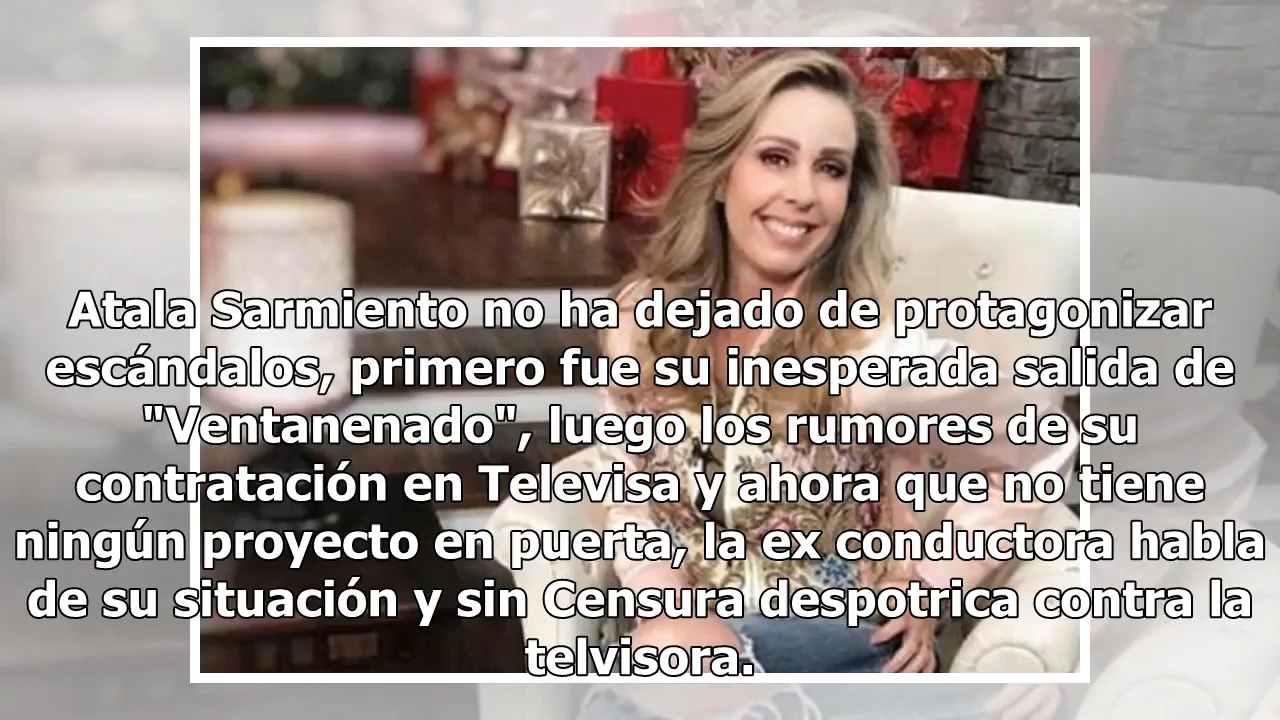 Atala Sarmiento no ha dejado de protagonizar
escándalos, primero fue su inesperada salida de
"Ventanenado", luego los rumores de su
contratación en Televisa y ahora que no tiene
ningún proyecto en puerta, la ex conductora habla
de su situación y sin Censura despotrica contra la
telvisora.